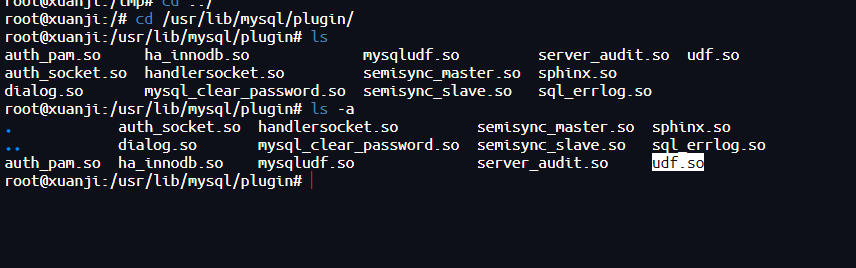 root@xuanji:/tmp# cd ../
root@xuanji:/# cd /usr/lib/mysql/plugin/
root@xuanji:/usr/lib/mysql/plugin# ls
auth_pam.so ha_innodb.so mysqludf.so server_audit.so udf.so
auth_socket.so handlersocket.so semisync_master.so sphinx.so
dialog.so mysql_clear_password.so semisync_slave.so sql_errlog.so
root@xuanji:/usr/lib/mysql/plugin# ls -a
. auth_socket.so handlersocket.so semisync_master.so sphinx.so
.. dialog.so mysql_clear_password.so semisync_slave.so sql_errlog.so
auth_pam.so ha_innodb.so mysqludf.so server_audit.so udf.so
root@xuanji:/usr/lib/mysql/plugin#